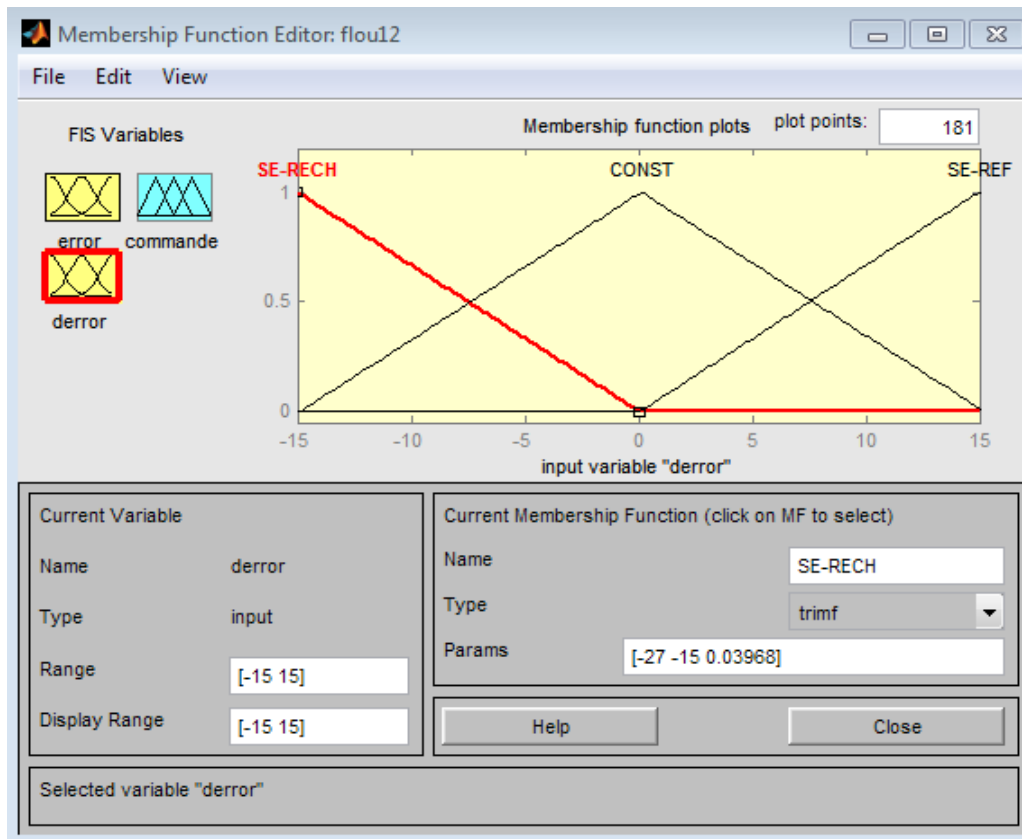 Membership Function Editor: flou12
File Edit View
FIS Variables
Membership function plots plot points: 181
SE-RECH CONST SE-REF
error commande
derror
1
0.5
0
-15 -10 -5 0 5 10 15
input variable "derror"
Current Variable
Name derror
Type input
Range [-15 15]
Display Range [-15 15]
Current Membership Function (click on MF to select)
Name SE-RECH
Type trimf
Params [-27 -15 0.03968]
Help Close
Selected variable "derror"